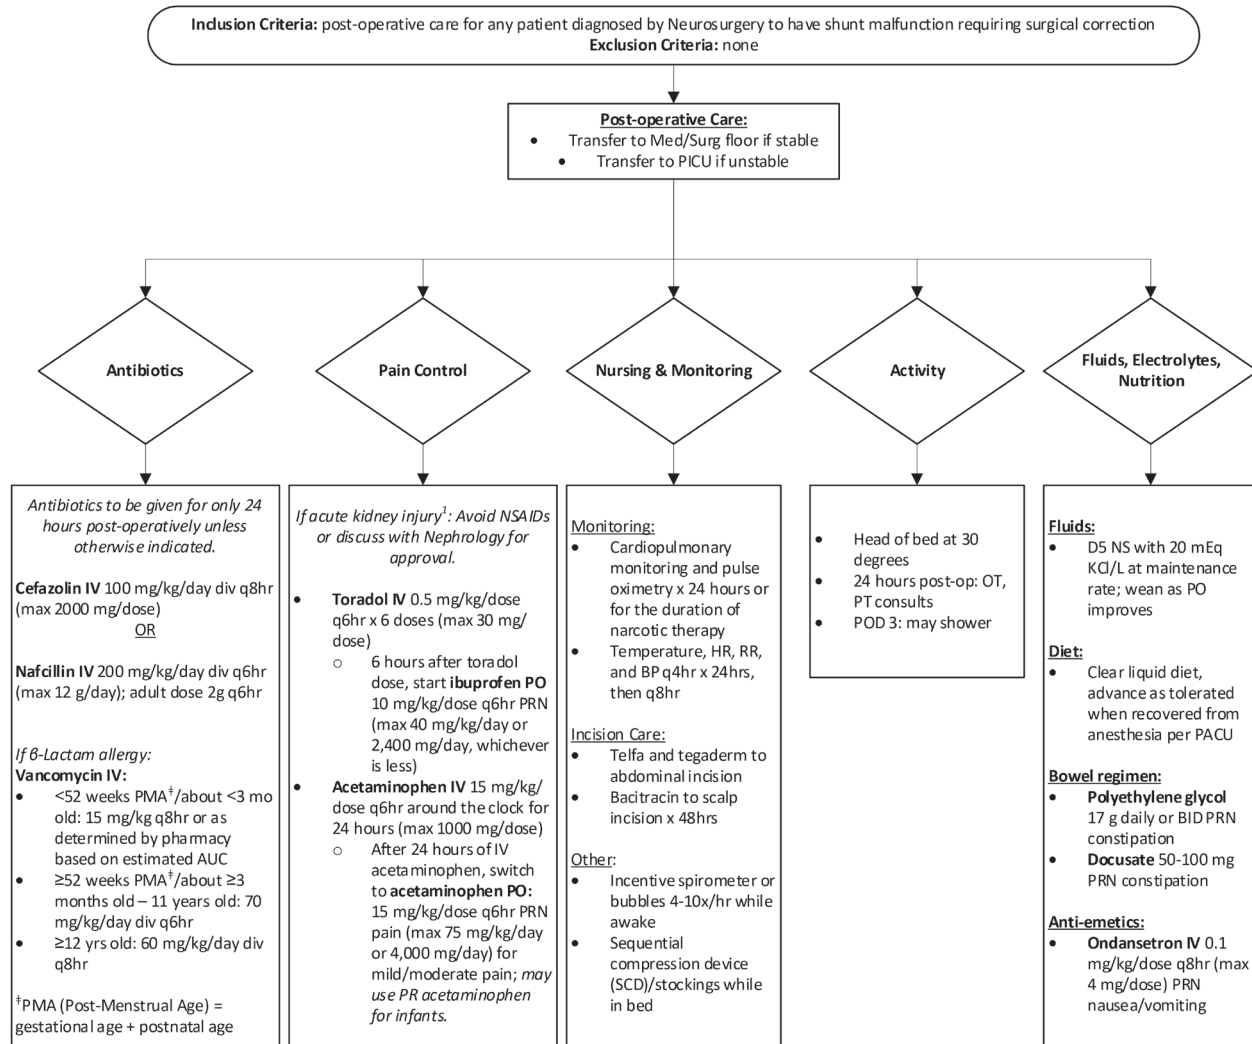 Inclusion Criteria: post-operative care for any patient diagnosed by Neurosurgery to have shunt malfunction requiring surgical correction
Exclusion Criteria: none
Post-operative Care:
• Transfer to Med/Surg floor if stable
• Transfer to PICU if unstable
Antibiotics
Pain Control
Nursing & Monitoring
Activity
Fluids, Electrolytes,
Nutrition
Antibiotics to be given for only 24
hours post-operatively unless
otherwise indicated.
Cefazolin IV 100 mg/kg/day div q8hr
(max 2000 mg/dose)
OR
Nafcillin IV 200 mg/kg/day div q6hr
(max 12 g/day); adult dose 2g q6hr
If β-Lactam allergy:
Vancomycin IV:
• <52 weeks PMA‡/about <3 mo
old: 15 mg/kg q8hr or as
determined by pharmacy
based on estimated AUC
• ≥52 weeks PMA‡/about ≥3
months old – 11 years old: 70
mg/kg/day div q6hr
• ≥12 yrs old: 60 mg/kg/day div
q8hr
‡PMA (Post-Menstrual Age) =
gestational age + postnatal age
If acute kidney injury¹: Avoid NSAIDs
or discuss with Nephrology for
approval.
• Toradol IV 0.5 mg/kg/dose
q6hr x 6 doses (max 30 mg/
dose)
o 6 hours after toradol
dose, start ibuprofen PO
10 mg/kg/dose q6hr PRN
(max 40 mg/kg/day or
2,400 mg/day, whichever
is less)
• Acetaminophen IV 15 mg/kg/
dose q6hr around the clock for
24 hours (max 1000 mg/dose)
o After 24 hours of IV
acetaminophen, switch
to acetaminophen PO:
15 mg/kg/dose q6hr PRN
pain (max 75 mg/kg/day
or 4,000 mg/day) for
mild/moderate pain; may
use PR acetaminophen
for infants.
Monitoring:
• Cardiopulmonary
monitoring and pulse
oximetry x 24 hours or
for the duration of
narcotic therapy
• Temperature, HR, RR,
and BP q4hr x 24hrs,
then q8hr
Incision Care:
• Telfa and tegaderm to
abdominal incision
• Bacitracin to scalp
incision x 48hrs
Other:
• Incentive spirometer or
bubbles 4-10x/hr while
awake
• Sequential
compression device
(SCD)/stockings while
in bed
• Head of bed at 30
degrees
• 24 hours post-op: OT,
PT consults
• POD 3: may shower
Fluids:
• D5 NS with 20 mEq
KCl/L at maintenance
rate; wean as PO
improves
Diet:
• Clear liquid diet,
advance as tolerated
when recovered from
anesthesia per PACU
Bowel regimen:
• Polyethylene glycol
17 g daily or BID PRN
constipation
• Docusate 50-100 mg
PRN constipation
Anti-emetics:
• Ondansetron IV 0.1
mg/kg/dose q8hr (max
4 mg/dose) PRN
nausea/vomiting